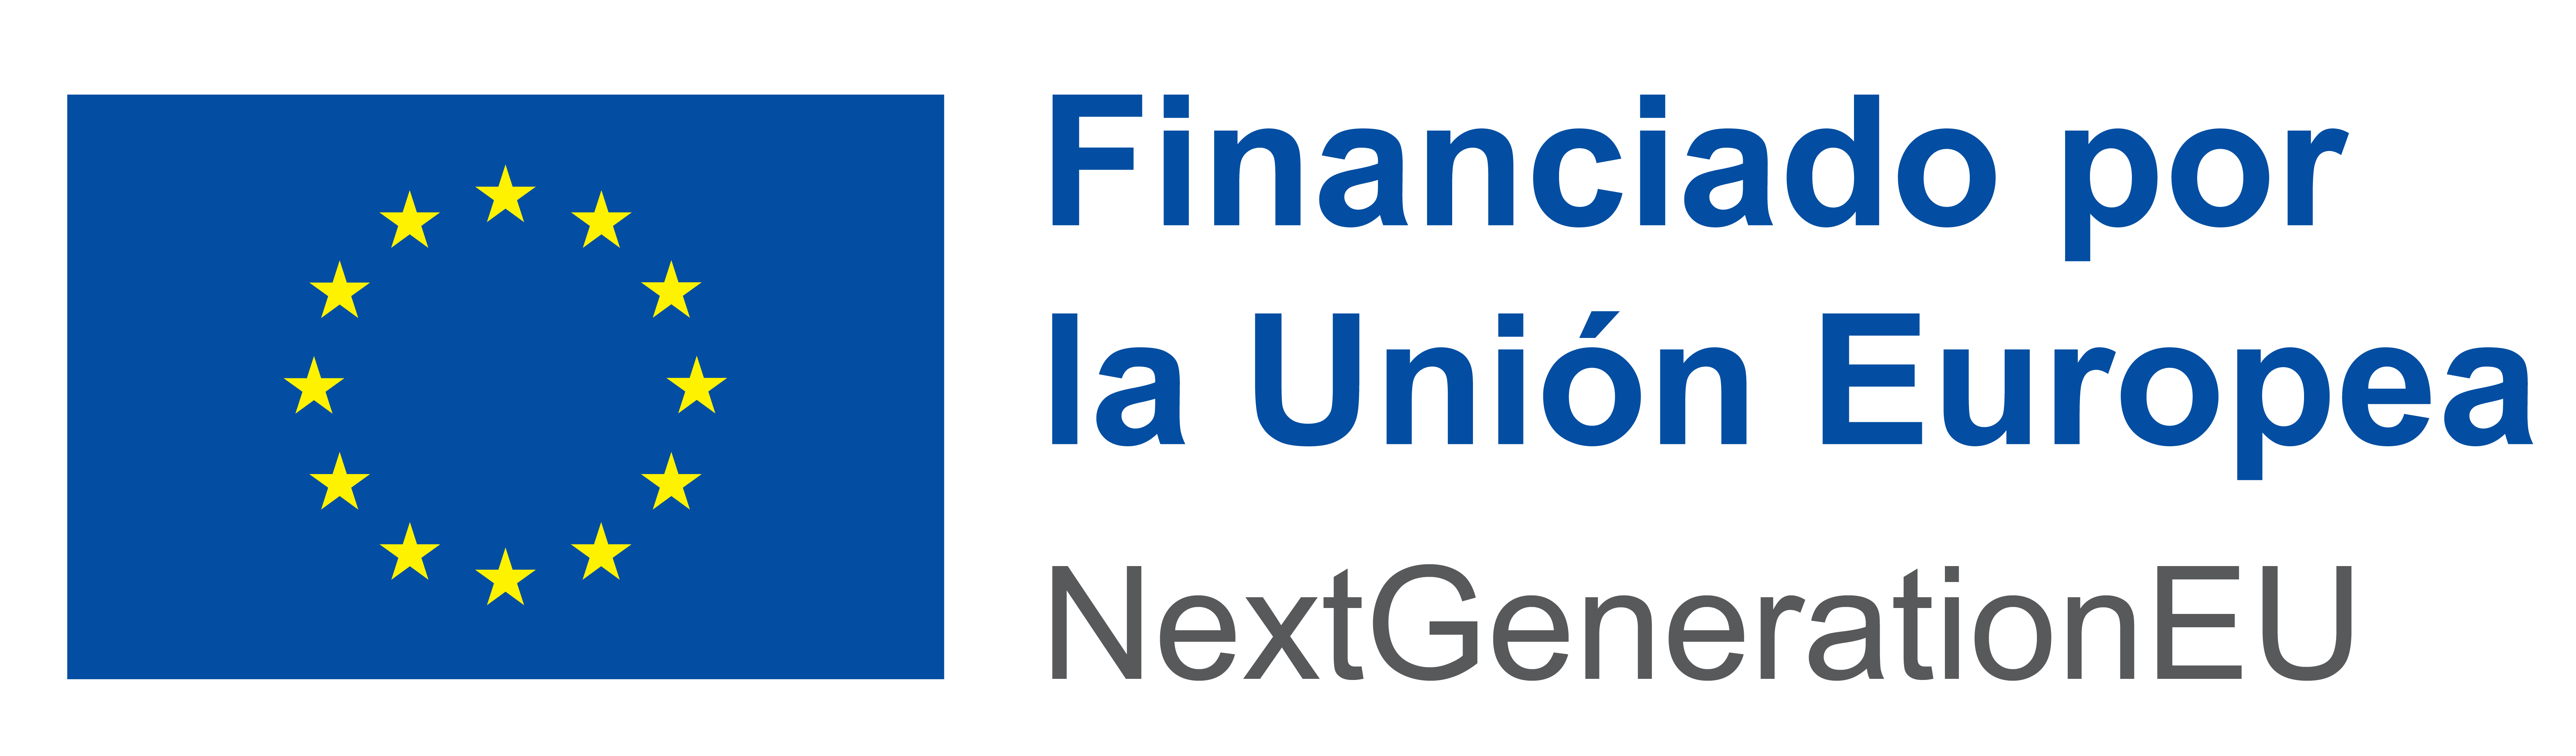 Financiado por
la Unión Europea
NextGenerationEU